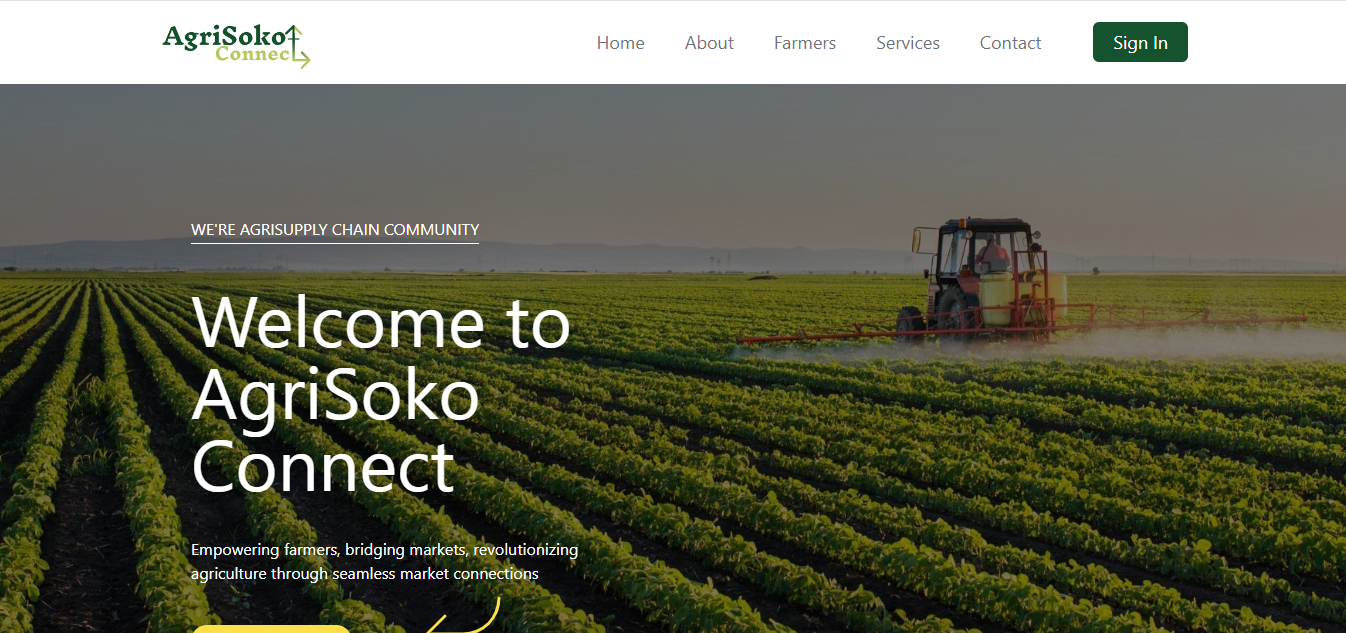 AgriSoko
Connect
Home About Farmers Services Contact Sign In
WE'RE AGRISUPPLY CHAIN COMMUNITY
Welcome to
AgriSoko
Connect
Empowering farmers, bridging markets, revolutionizing
agriculture through seamless market connections